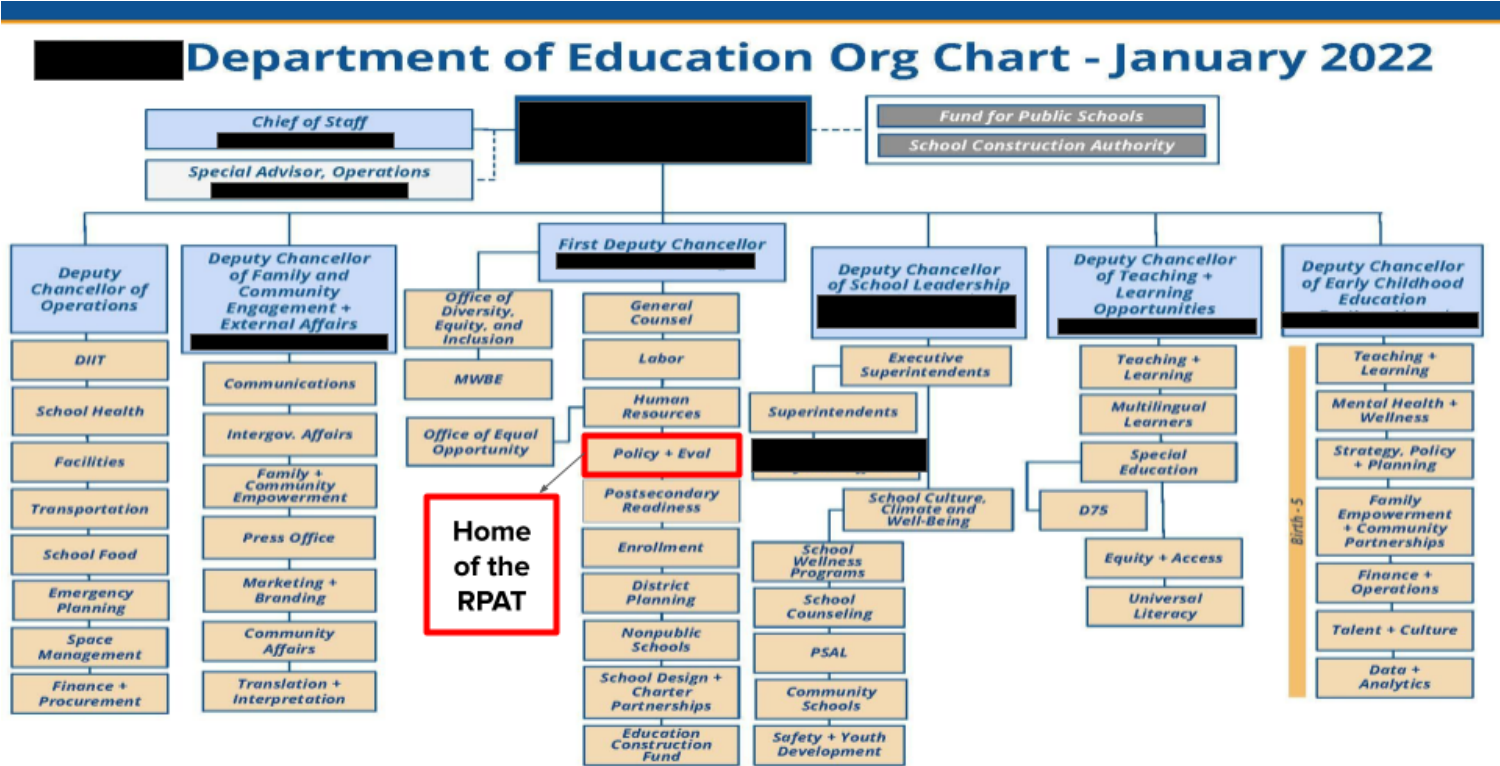 Department of Education Org Chart - January 2022
Chief of Staff
Special Advisor, Operations
Fund for Public Schools
School Construction Authority
Deputy
Chancellor of
Operations
DIIT
School Health
Facilities
Transportation
School Food
Emergency
Planning
Space
Management
Finance +
Procurement
Deputy Chancellor
of Family and
Community
Engagement +
External Affairs
Communications
Intergov. Affairs
Family +
Community
Empowerment
Press Office
Marketing +
Branding
Community
Affairs
Translation +
Interpretation
First Deputy Chancellor
Office of
Diversity,
Equity, and
Inclusion
MWBE
Office of Equal
Opportunity
General
Counsel
Labor
Human
Resources
Policy + Eval
Home
of the
RPAT
Postsecondary
Readiness
Enrollment
District
Planning
Nonpublic
Schools
School Design +
Charter
Partnerships
Education
Construction
Fund
Deputy Chancellor
of School Leadership
Executive
Superintendents
Superintendents
School Culture,
Climate and
Well-Being
School
Wellness
Programs
School
Counseling
PSAL
Community
Schools
Safety + Youth
Development
Deputy Chancellor
of Teaching +
Learning
Opportunities
Teaching +
Learning
Multilingual
Learners
Special
Education
D75
Equity + Access
Universal
Literacy
Deputy Chancellor
of Early Childhood
Education
Birth - 5
Teaching +
Learning
Mental Health +
Wellness
Strategy, Policy
+ Planning
Family
Empowerment
+ Community
Partnerships
Finance +
Operations
Talent + Culture
Data +
Analytics